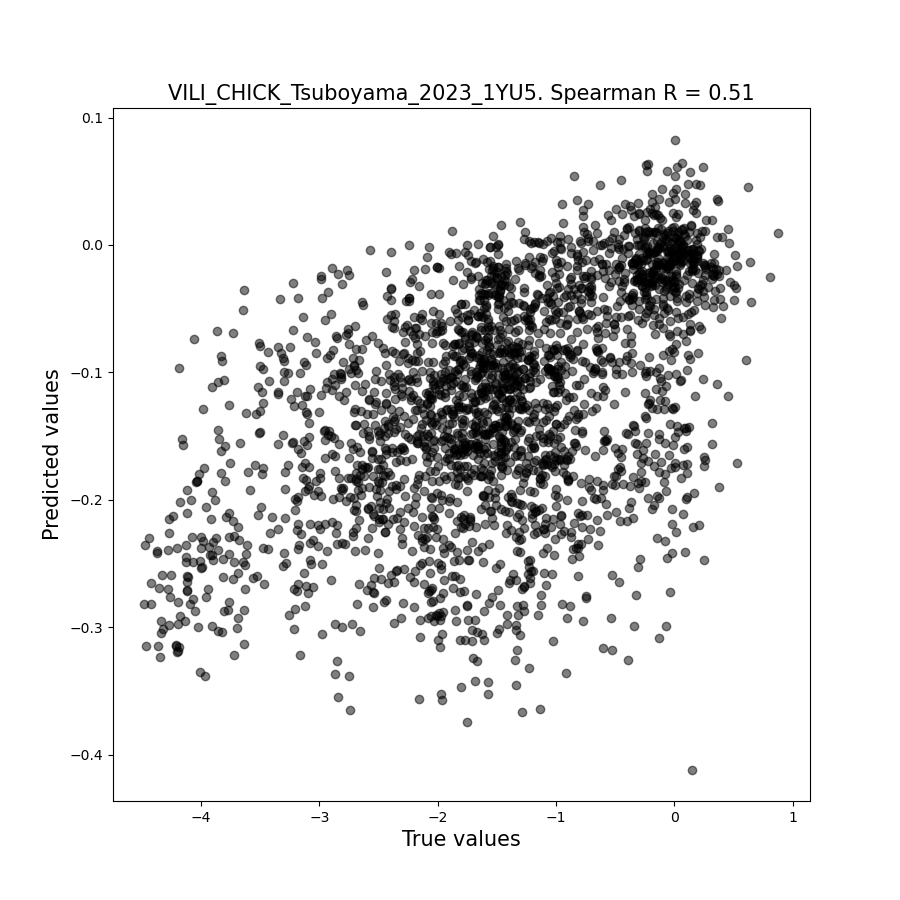 VILI_CHICK_Tsuboyama_2023_1YU5. Spearman R = 0.51
0.1
0.0
−0.1
−0.2
−0.3
−0.4
Predicted values
−4 −3 −2 −1 0 1
True values